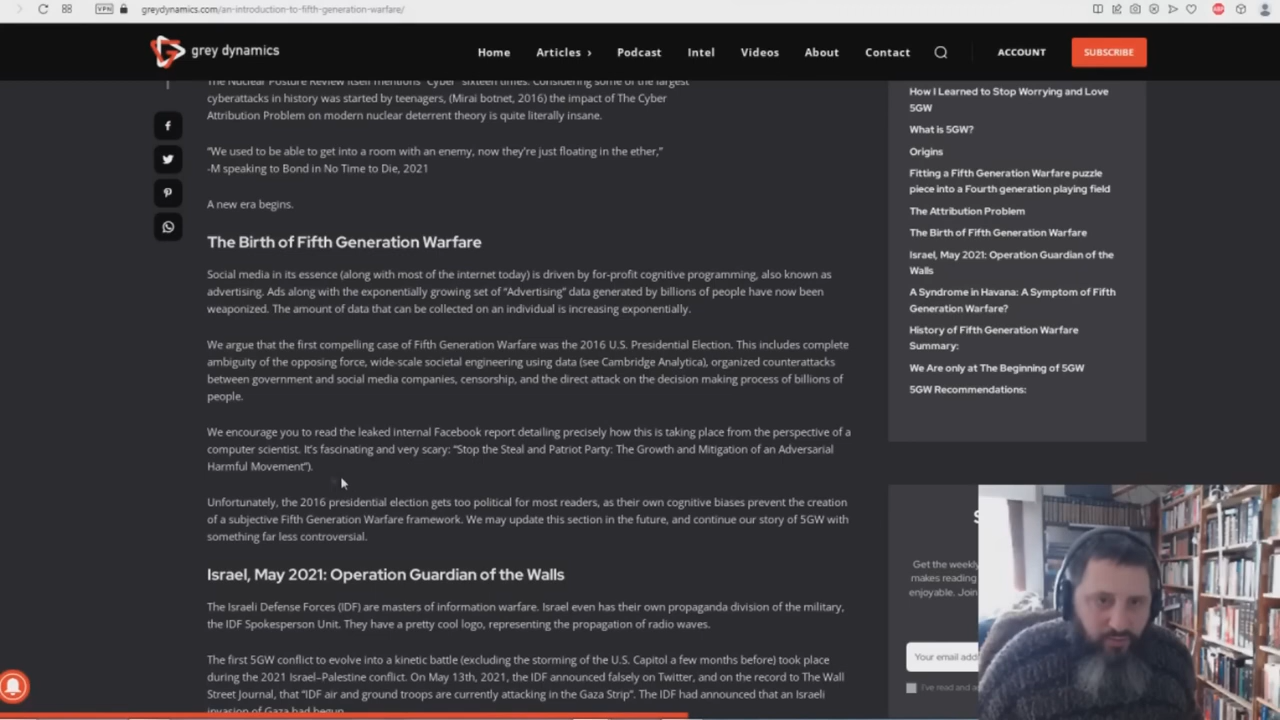 VPN
greydynamics.com/an-introduction-to-fifth-generation-warfare/
grey dynamics
Home
Articles
Podcast
Intel
Videos
About
Contact
ACCOUNT
SUBSCRIBE
The Nuclear Posture Review itself mentions "Cyber" sixteen times. Considering some of the largest
cyberattacks in history was started by teenagers, (Mirai botnet, 2016) the impact of The Cyber
Attribution Problem on modern nuclear deterrent theory is quite literally insane.
"We used to be able to get into a room with an enemy, now they're just floating in the ether,"
-M speaking to Bond in No Time to Die, 2021
A new era begins.
The Birth of Fifth Generation Warfare
Social media in its essence (along with most of the internet today) is driven by for-profit cognitive programming, also known as
advertising. Ads along with the exponentially growing set of "Advertising" data generated by billions of people have now been
weaponized. The amount of data that can be collected on an individual is increasing exponentially.
We argue that the first compelling case of Fifth Generation Warfare was the 2016 U.S. Presidential Election. This includes complete
ambiguity of the opposing force, wide-scale societal engineering using data (see Cambridge Analytica), organized counterattacks
between government and social media companies, censorship, and the direct attack on the decision making process of billions of
people.
We encourage you to read the leaked internal Facebook report detailing precisely how this is taking place from the perspective of a
computer scientist. It's fascinating and very scary: "Stop the Steal and Patriot Party: The Growth and Mitigation of an Adversarial
Harmful Movement").
Unfortunately, the 2016 presidential election gets too political for most readers, as their own cognitive biases prevent the creation
of a subjective Fifth Generation Warfare framework. We may update this section in the future, and continue our story of 5GW with
something far less controversial.
Israel, May 2021: Operation Guardian of the Walls
The Israeli Defense Forces (IDF) are masters of information warfare. Israel even has their own propaganda division of the military,
the IDF Spokesperson Unit. They have a pretty cool logo, representing the propagation of radio waves.
The first 5GW conflict to evolve into a kinetic battle (excluding the storming of the U.S. Capitol a few months before) took place
during the 2021 Israel–Palestine conflict. On May 13th, 2021, the IDF announced falsely on Twitter, and on the record to The Wall
Street Journal, that "IDF air and ground troops are currently attacking in the Gaza Strip". The IDF had announced that an Israeli
invasion of Gaza had begun.
How I Learned to Stop Worrying and Love
5GW
What is 5GW?
Origins
Fitting a Fifth Generation Warfare puzzle
piece into a Fourth generation playing field
The Attribution Problem
The Birth of Fifth Generation Warfare
Israel, May 2021: Operation Guardian of the
Walls
A Syndrome in Havana: A Symptom of Fifth
Generation Warfare?
History of Fifth Generation Warfare
Summary:
We Are only at The Beginning of 5GW
5GW Recommendations:
Get the weekly
makes reading
enjoyable. Join
Your email add
I've read and